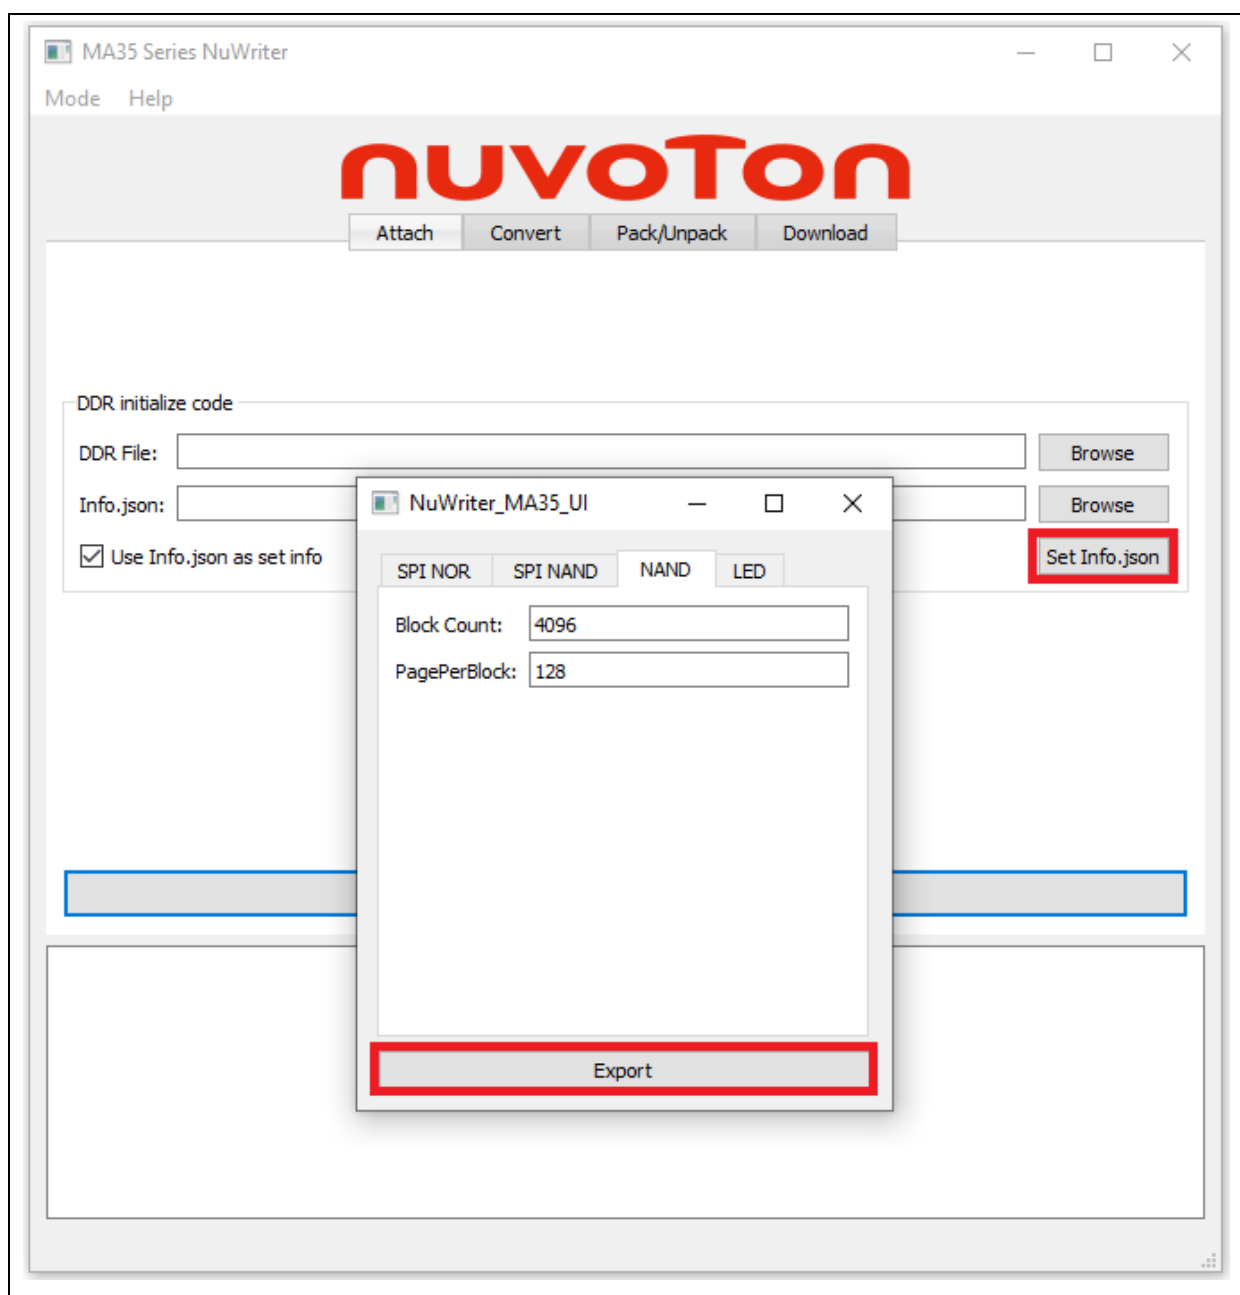 MA35 Series NuWriter
Mode Help
nuvoTon
Attach Convert Pack/Unpack Download
DDR initialize code
DDR File: Browse
Info.json: Browse
Use Info.json as set info Set Info.json
NuWriter_MA35_UI
SPI NOR SPI NAND NAND LED
Block Count: 4096
PagePerBlock: 128
Export